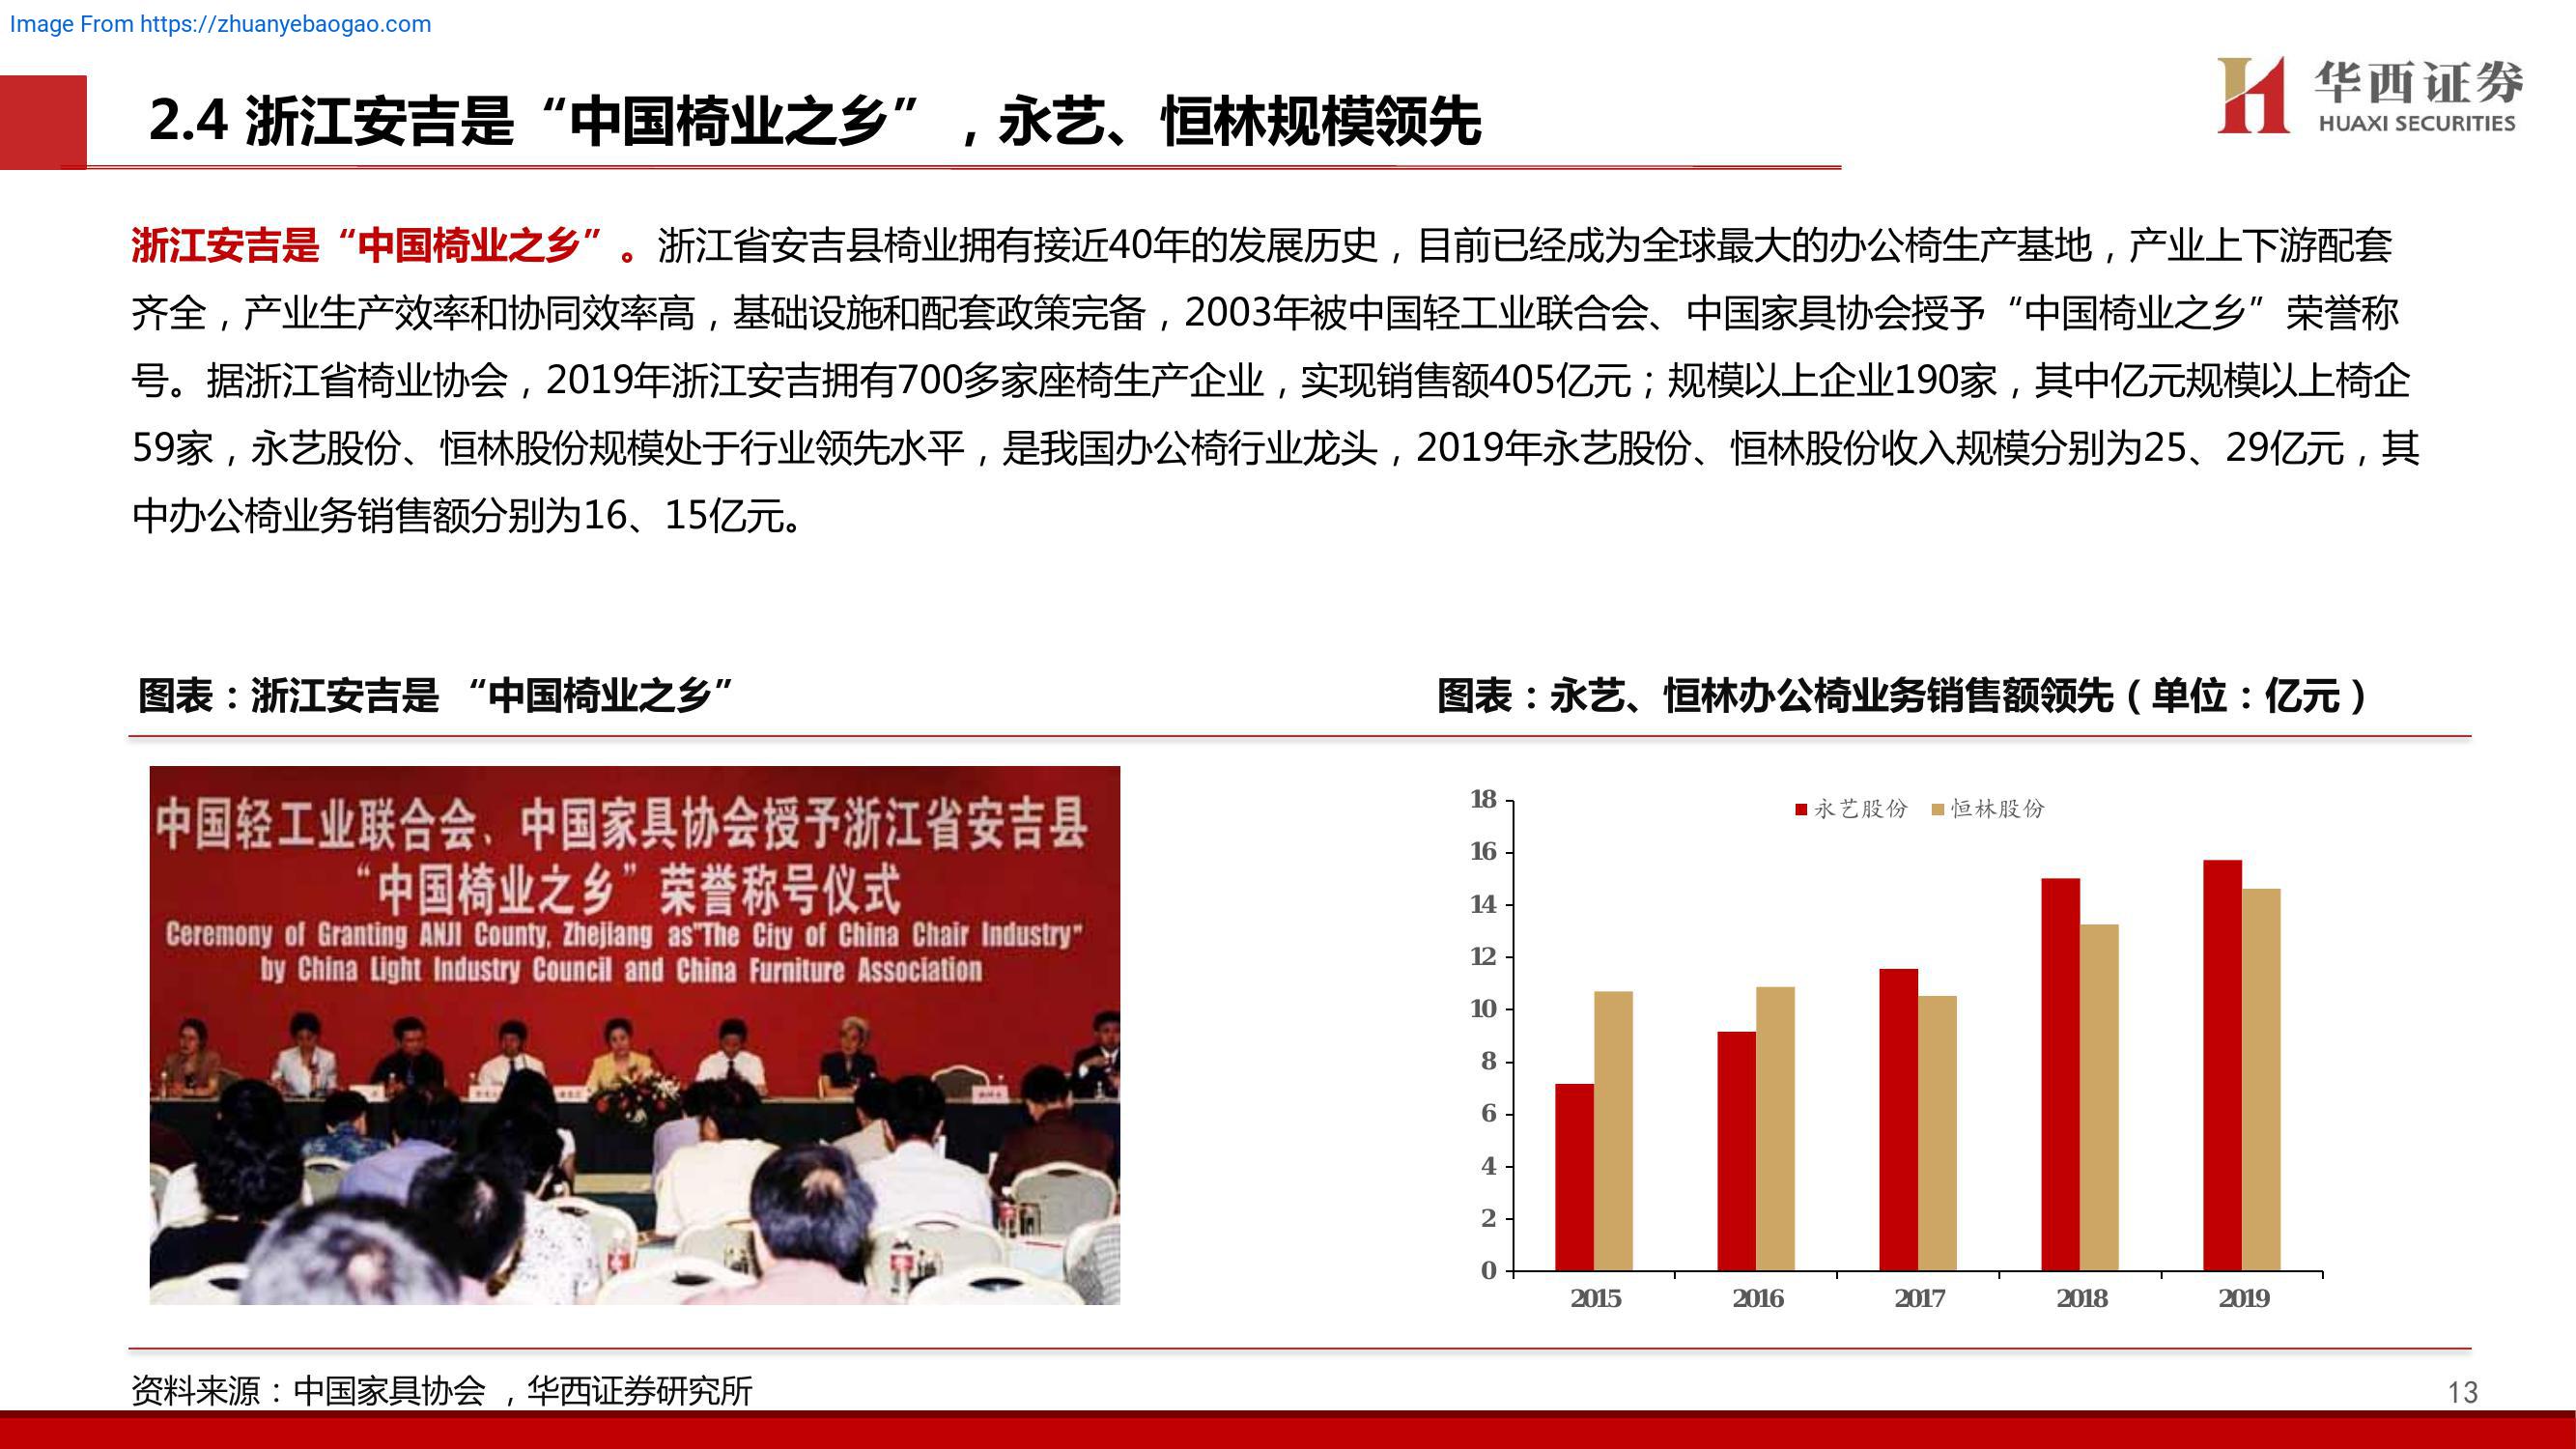 Image From https://zhuanyebaogao.com
华西证券
HUAXI SECURITIES
2.4 浙江安吉是“中国椅业之乡”，永艺、恒林规模领先
浙江安吉是“中国椅业之乡”。浙江省安吉县椅业拥有接近40年的发展历史，目前已经成为全球最大的办公椅生产基地，产业上下游配套
齐全，产业生产效率和协同效率高，基础设施和配套政策完备，2003年被中国轻工业联合会、中国家具协会授予“中国椅业之乡”荣誉称
号。据浙江省椅业协会，2019年浙江安吉拥有700多家座椅生产企业，实现销售额405亿元；规模以上企业190家，其中亿元规模以上椅企
59家，永艺股份、恒林股份规模处于行业领先水平，是我国办公椅行业龙头，2019年永艺股份、恒林股份收入规模分别为25、29亿元，其
中办公椅业务销售额分别为16、15亿元。
图表：浙江安吉是 “中国椅业之乡”
中国轻工业联合会、中国家具协会授予浙江省安吉县
“中国椅业之乡”荣誉称号仪式
Ceremony of Granting ANJI County, Zhejiang as"The City of China Chair Industry"
by China Light Industry Council and China Furniture Association
图表：永艺、恒林办公椅业务销售额领先（单位：亿元）
永艺股份 恒林股份
18
16
14
12
10
8
6
4
2
0
2015 2016 2017 2018 2019
资料来源：中国家具协会 ，华西证券研究所
13